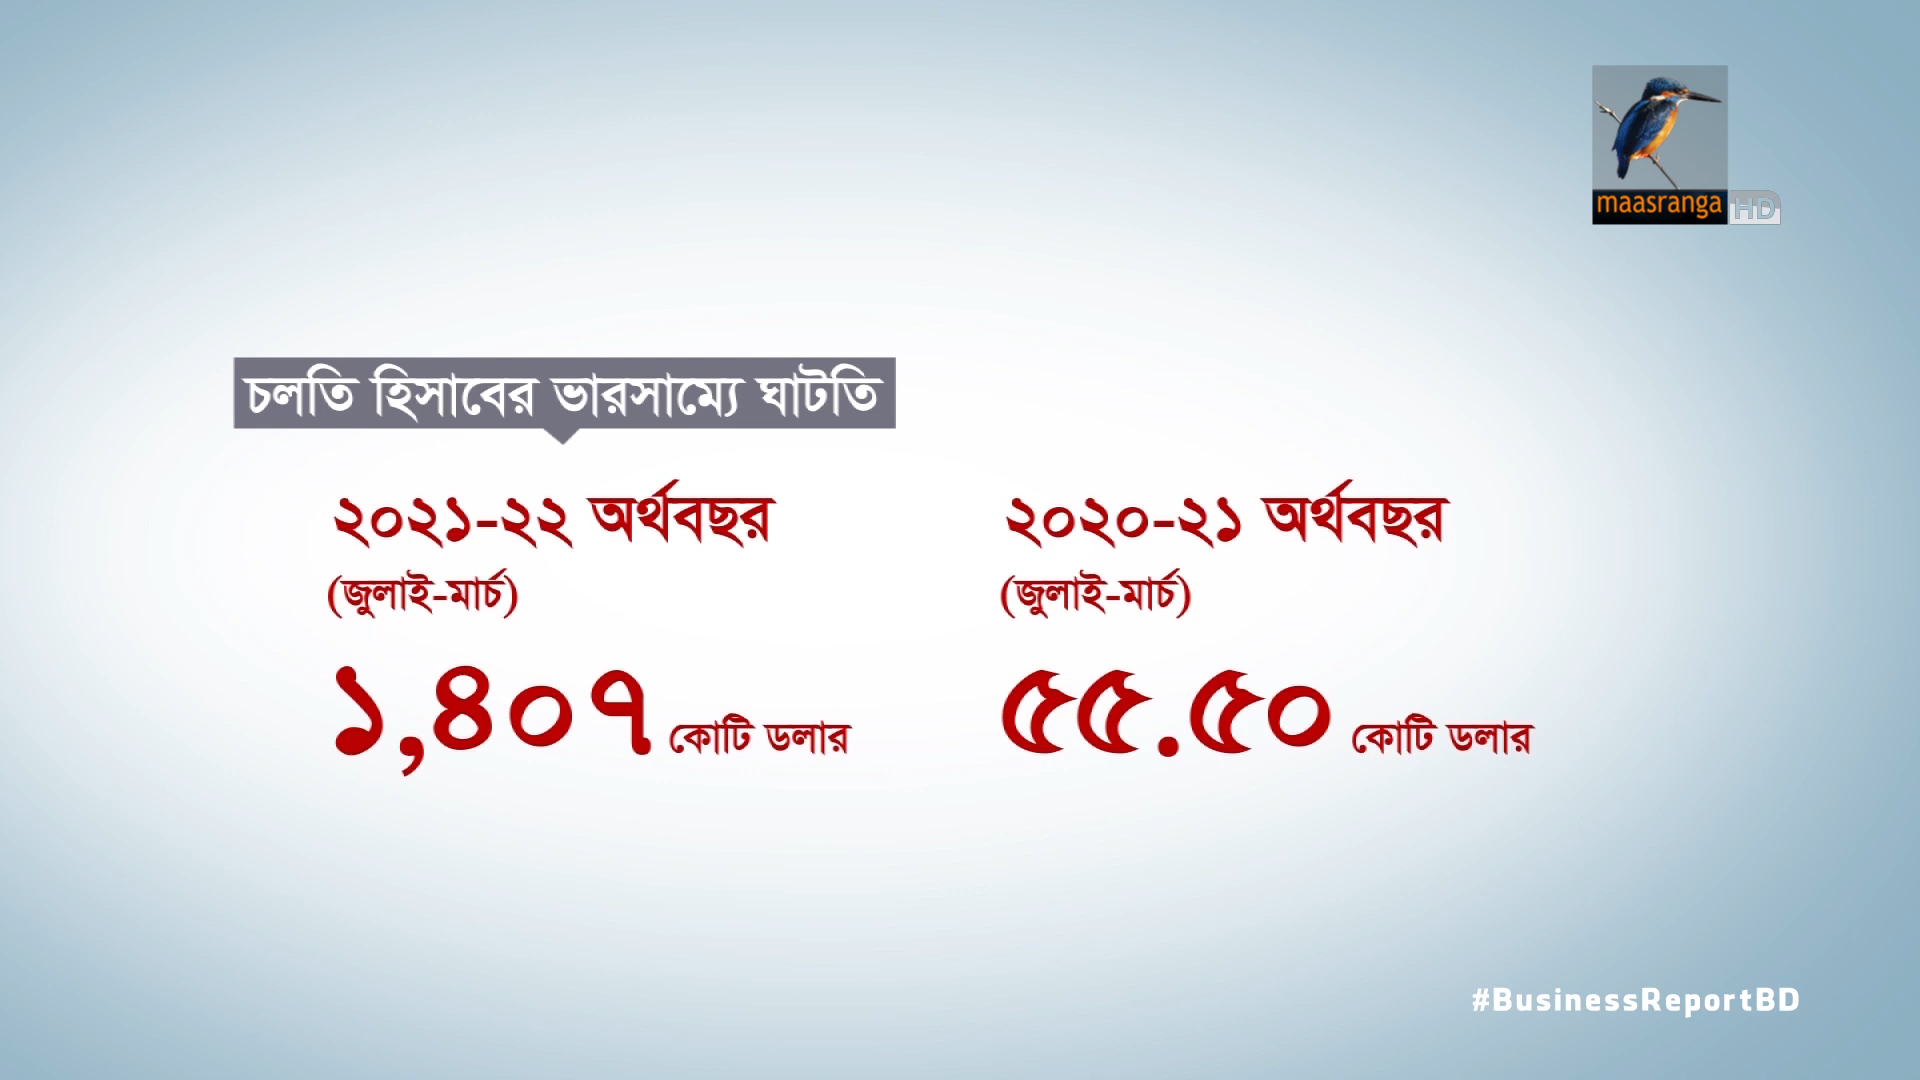 maasranga HD
চলতি হিসাবের ভারসাম্যে ঘাটতি
২০২১-২২ অর্থবছর
(জুলাই-মার্চ)
১,৪০৭ কোটি ডলার
২০২০-২১ অর্থবছর
(জুলাই-মার্চ)
৫৫.৫০ কোটি ডলার
#BusinessReportBD